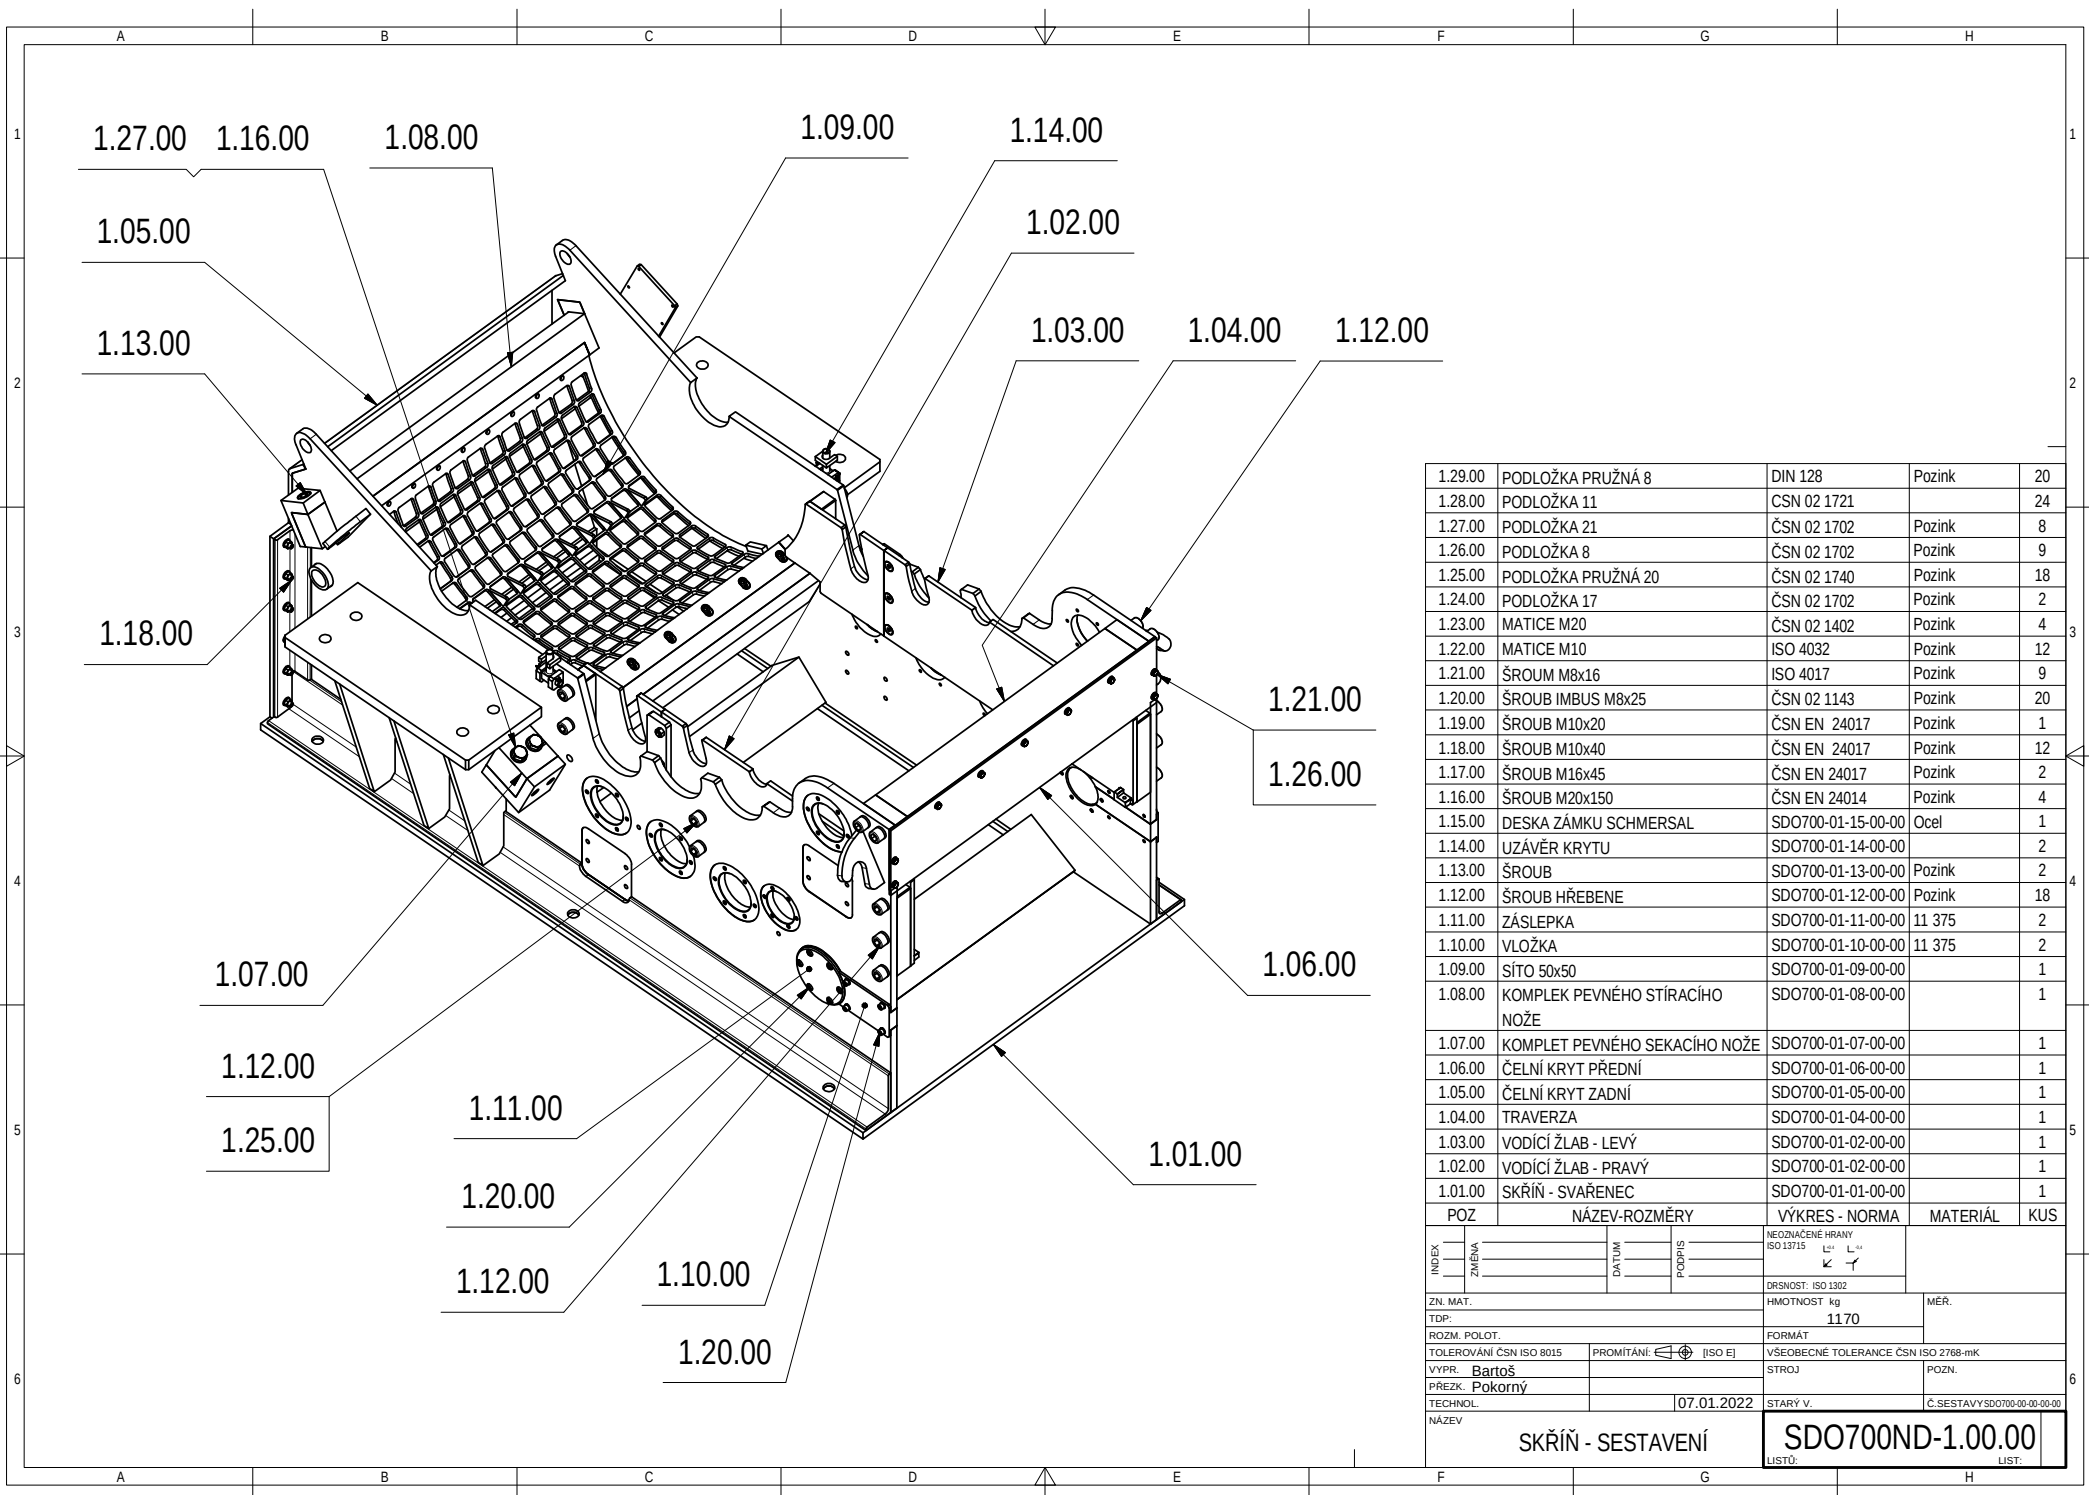 A B C D E F G H
1 1
1.27.00 1.16.00 1.08.00 1.09.00 1.14.00
1.05.00 1.02.00
1.13.00 1.03.00 1.04.00 1.12.00
2 2
1.18.00
3 3
1.21.00
1.26.00
4 4
1.07.00 1.06.00
1.12.00
1.25.00
1.11.00
5 5
1.01.00
1.20.00
1.12.00 1.10.00
1.20.00
6 6
1.29.00 PODLOŽKA PRUŽNÁ 8 DIN 128 Pozink 20
1.28.00 PODLOŽKA 11 CSN 02 1721 24
1.27.00 PODLOŽKA 21 ČSN 02 1702 Pozink 8
1.26.00 PODLOŽKA 8 ČSN 02 1702 Pozink 9
1.25.00 PODLOŽKA PRUŽNÁ 20 ČSN 02 1740 Pozink 18
1.24.00 PODLOŽKA 17 ČSN 02 1702 Pozink 2
1.23.00 MATICE M20 ČSN 02 1402 Pozink 4
1.22.00 MATICE M10 ISO 4032 Pozink 12
1.21.00 ŠROUM M8x16 ISO 4017 Pozink 9
1.20.00 ŠROUB IMBUS M8x25 ČSN 02 1143 Pozink 20
1.19.00 ŠROUB M10x20 ČSN EN 24017 Pozink 1
1.18.00 ŠROUB M10x40 ČSN EN 24017 Pozink 12
1.17.00 ŠROUB M16x45 ČSN EN 24017 Pozink 2
1.16.00 ŠROUB M20x150 ČSN EN 24014 Pozink 4
1.15.00 DESKA ZÁMKU SCHMERSAL SDO700-01-15-00-00 Ocel 1
1.14.00 UZÁVĚR KRYTU SDO700-01-14-00-00 2
1.13.00 ŠROUB SDO700-01-13-00-00 Pozink 2
1.12.00 ŠROUB HŘEBENE SDO700-01-12-00-00 Pozink 18
1.11.00 ZÁSLEPKA SDO700-01-11-00-00 11 375 2
1.10.00 VLOŽKA SDO700-01-10-00-00 11 375 2
1.09.00 SÍTO 50x50 SDO700-01-09-00-00 1
1.08.00 KOMPLEK PEVNÉHO STÍRACÍHO SDO700-01-08-00-00 1
NOŽE
1.07.00 KOMPLET PEVNÉHO SEKACÍHO NOŽE SDO700-01-07-00-00 1
1.06.00 ČELNÍ KRYT PŘEDNÍ SDO700-01-06-00-00 1
1.05.00 ČELNÍ KRYT ZADNÍ SDO700-01-05-00-00 1
1.04.00 TRAVERZA SDO700-01-04-00-00 1
1.03.00 VODÍCÍ ŽLAB - LEVÝ SDO700-01-02-00-00 1
1.02.00 VODÍCÍ ŽLAB - PRAVÝ SDO700-01-02-00-00 1
1.01.00 SKŘÍŇ - SVAŘENEC SDO700-01-01-00-00 1
POZ NÁZEV-ROZMĚRY VÝKRES - NORMA MATERIÁL KUS
INDEX ZMĚNA DATUM PODPIS NEOZNAČENÉ HRANY
ISO 13715
DRSNOST: ISO 1302
ZN. MAT. HMOTNOST kg MĚŘ.
TDP: 1170
ROZM. POLOT. FORMÁT
TOLEROVÁNÍ ČSN ISO 8015 PROMÍTÁNÍ: [ISO E] VŠEOBECNÉ TOLERANCE ČSN ISO 2768-mK
VYPR. Bartoš STROJ POZN.
PŘEZK. Pokorný
TECHNOL. 07.01.2022 STARÝ V. Č.SESTAVY SDO700-00-00-00-00
NÁZEV
SKŘÍŇ - SESTAVENÍ SDO700ND-1.00.00
LISTŮ: LIST:
A B C D E F G H